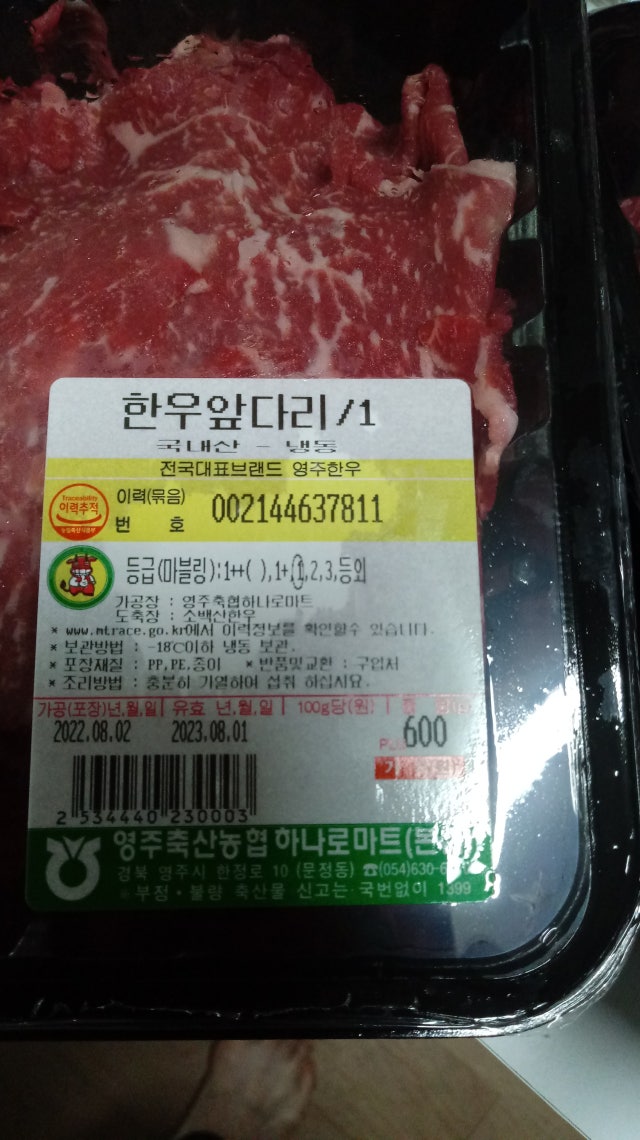 한우앞다리/1
국내산 - 냉동
전국대표브랜드 영주한우
Traceability
이력추적
이력(묶음)
번 호 002144637811
등급(마블링):1++( ),1+,1,2,3,등외
가공장 : 영주축협하나로마트
도축장 : 소백산한우
* www.mtrace.go.kr에서 이력정보를 확인할수 있습니다.
* 보관방법 : -18℃이하 냉동 보관.
* 포장재질 : PP,PE,종이 * 반품및교환 : 구입처
* 조리방법 : 충분히 가열하여 섭취 하십시요.
가공(포장)년,월,일 유효 년,월,일 100g당(원)
2022.08.02 2023.08.01 600
2 534440 230003
영주축산농협 하나로마트
경북 영주시 한정로 10 (문정동) ☎(054)630-
※ 부정·불량 축산물 신고는 국번없이 1399